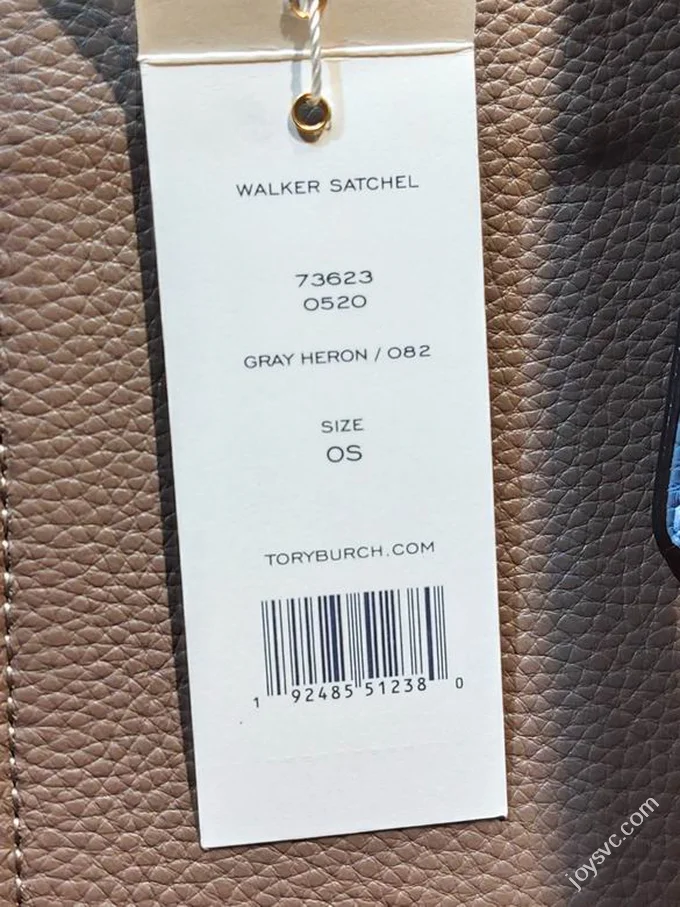 WALKER SATCHEL
73623
0520
GRAY HERON / 082
SIZE
OS
TORYBURCH.COM
1 92485 51238 0
joysvc.com